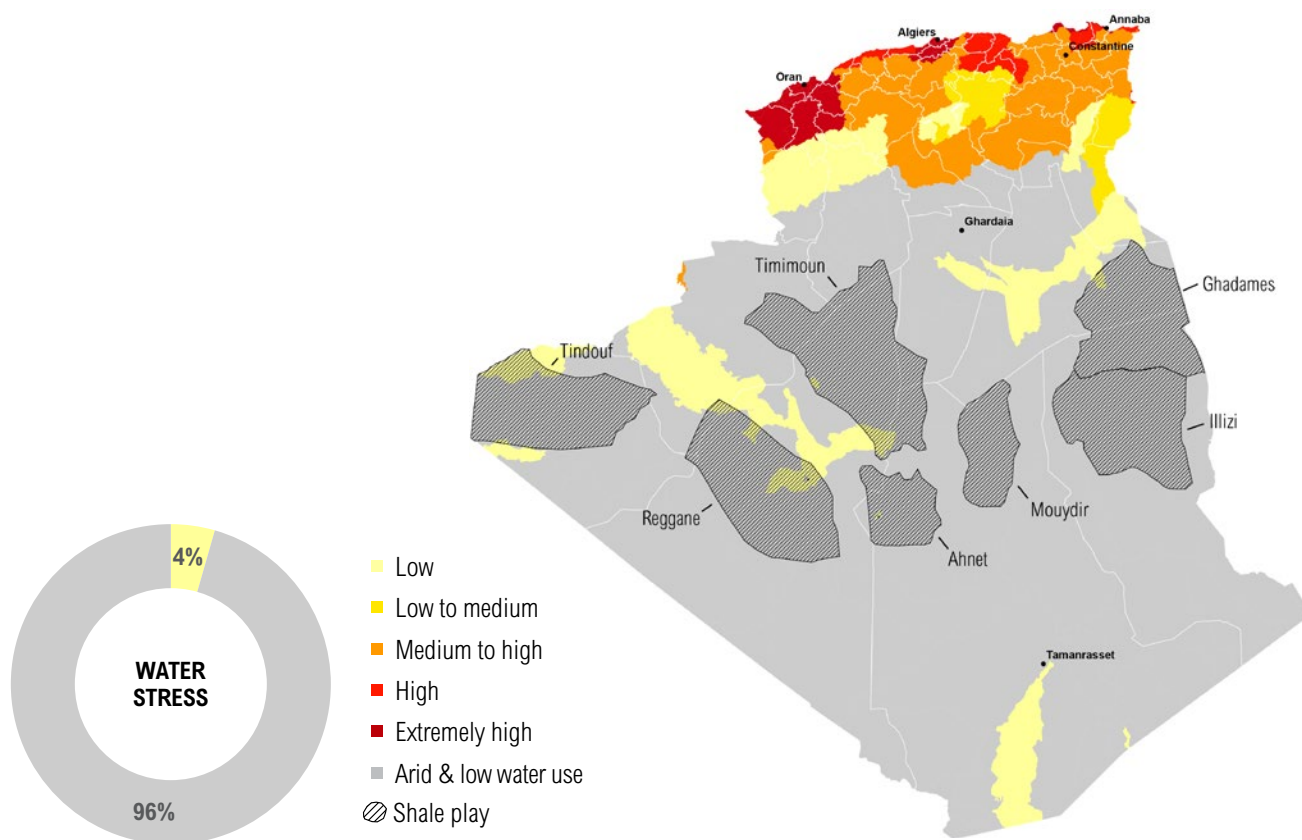 Annaba
Algiers
Constantine
Oran
Ghardaia
Timimoun
Ghadames
Tindouf
Illizi
Reggane
Mouydir
Ahnet
Tamanrasset
4%
WATER
STRESS
96%
Low
Low to medium
Medium to high
High
Extremely high
Arid & low water use
Shale play